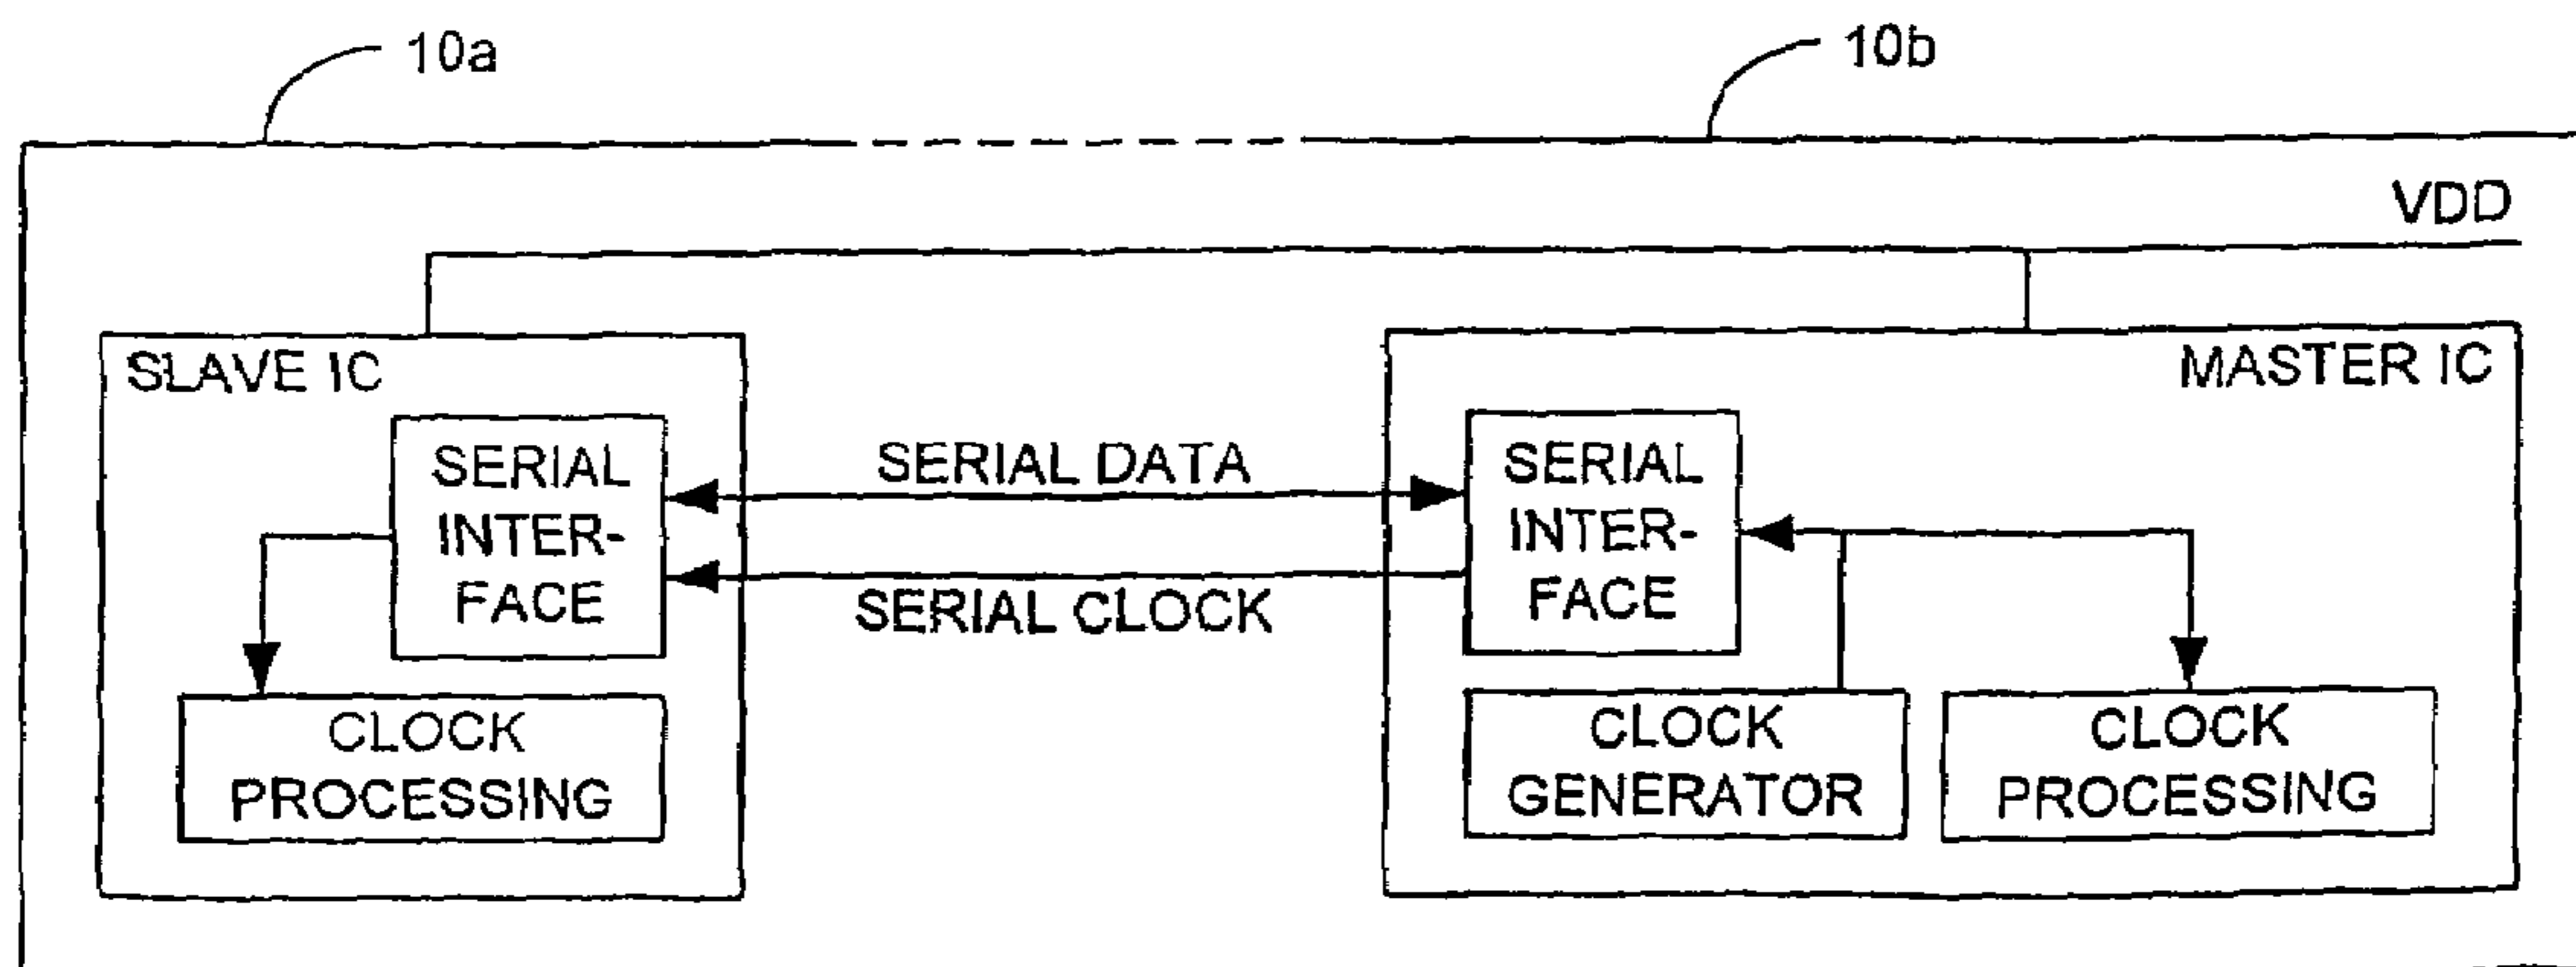 10a
10b
VDD
SLAVE IC
MASTER IC
SERIAL
INTER-
FACE
SERIAL DATA
SERIAL CLOCK
SERIAL
INTER-
FACE
CLOCK
PROCESSING
CLOCK
GENERATOR
CLOCK
PROCESSING